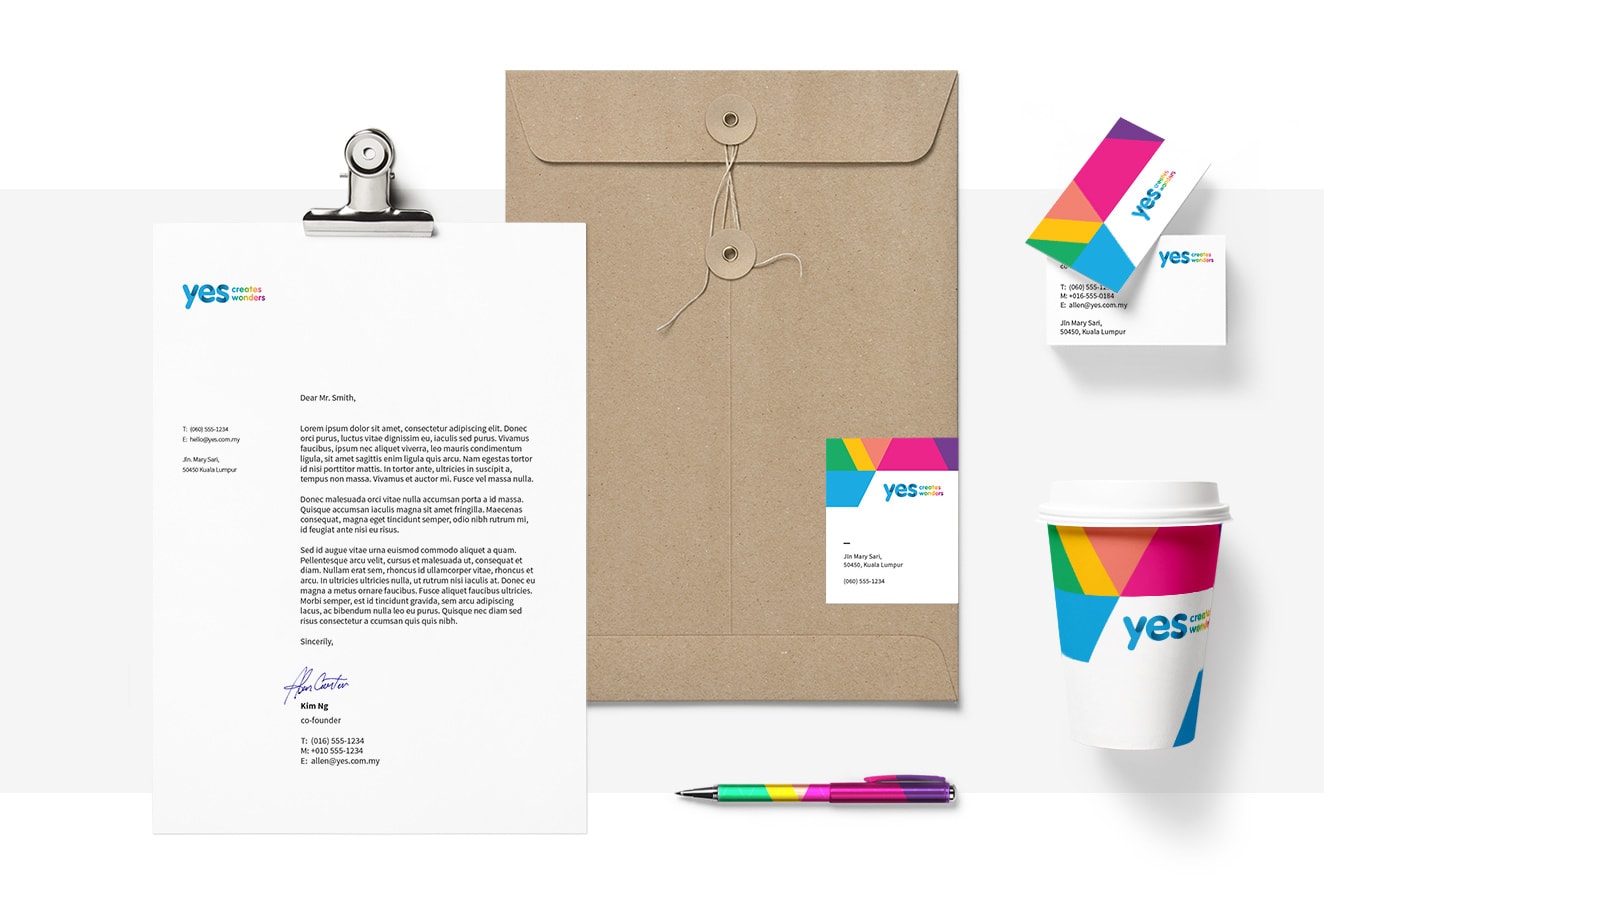 yes creates
wonders
Dear Mr. Smith,
T: (060) 555-1234
E: hello@yes.com.my
Jln. Mary Sari,
50450 Kuala Lumpur
Lorem ipsum dolor sit amet, consectetur adipiscing elit. Donec
orci purus, luctus vitae dignissim eu, iaculis sed purus. Vivamus
faucibus, ipsum nec aliquet viverra, leo mauris condimentum
ligula, sit amet sagittis enim ligula quis arcu. Nam egestas tortor
id nisi porttitor mattis. In tortor ante, ultricies in suscipit a,
tempus non massa. Vivamus et auctor mi. Fusce vel massa nulla.
Donec malesuada orci vitae nulla accumsan porta a id massa.
Quisque accumsan iaculis magna sit amet fringilla. Maecenas
consequat, magna eget tincidunt semper, odio nibh rutrum mi,
id feugiat ante nisi eu risus.
Sed id augue vitae urna euismod commodo aliquet a quam.
Pellentesque arcu velit, cursus et malesuada ut, consequat et
diam. Nullam erat sem, rhoncus id ullamcorper vitae, rhoncus et
arcu. In ultricies ultricies nulla, ut rutrum nisi iaculis at. Donec eu
magna a metus ornare faucibus. Fusce aliquet faucibus ultricies.
Morbi semper, est id tincidunt gravida, sem arcu adipiscing
lacus, ac bibendum nulla leo eu purus. Quisque nec diam sed
risus consectetur a ccumsan quis quis nibh.
Sincerily,
Kim Ng
co-founder
T: (016) 555-1234
M: +010 555-1234
E: allen@yes.com.my
yes creates
wonders
Jln Mary Sari,
50450, Kuala Lumpur
(060) 555-1234
yes creates
wonders
yes creates
wonders
T: (060) 555-12
M: +016-555-0184
E: allen@yes.com.my
Jln Mary Sari,
50450, Kuala Lumpur
yes